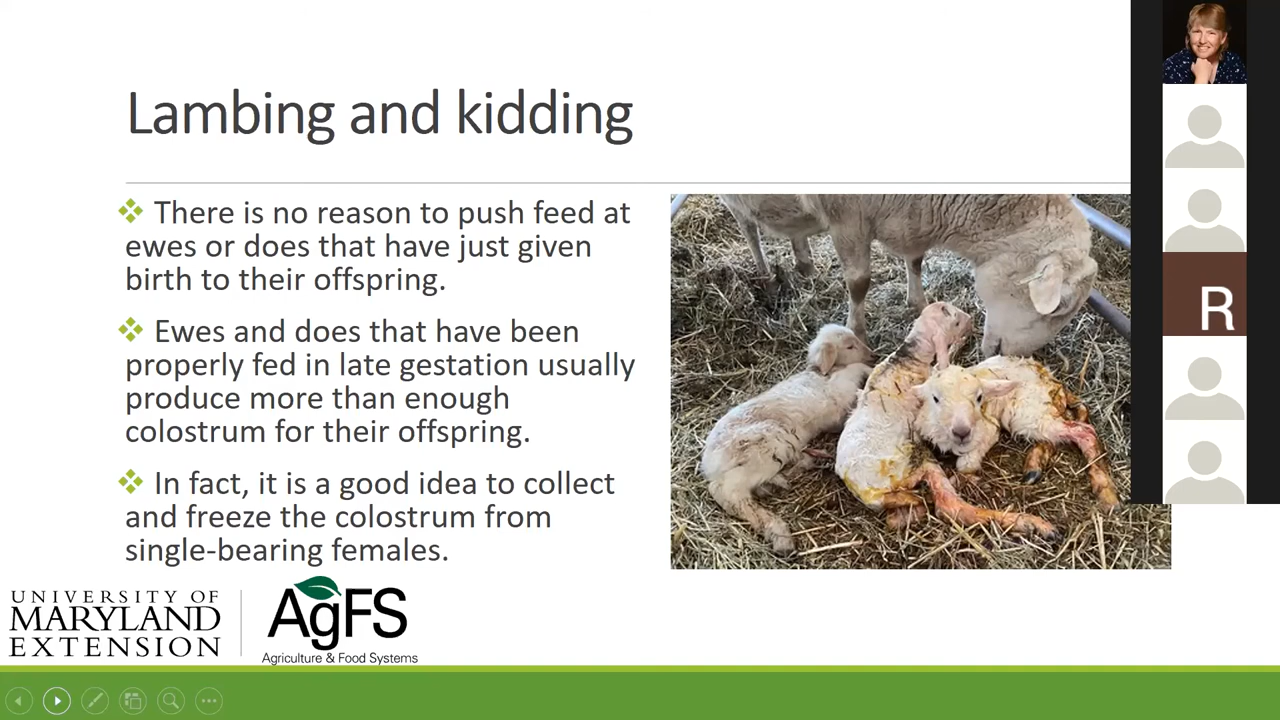 Lambing and kidding
There is no reason to push feed at
ewes or does that have just given
birth to their offspring.
Ewes and does that have been
properly fed in late gestation usually
produce more than enough
colostrum for their offspring.
In fact, it is a good idea to collect
and freeze the colostrum from
single-bearing females.
R
UNIVERSITY OF
MARYLAND
EXTENSION
AgFS
Agriculture & Food Systems